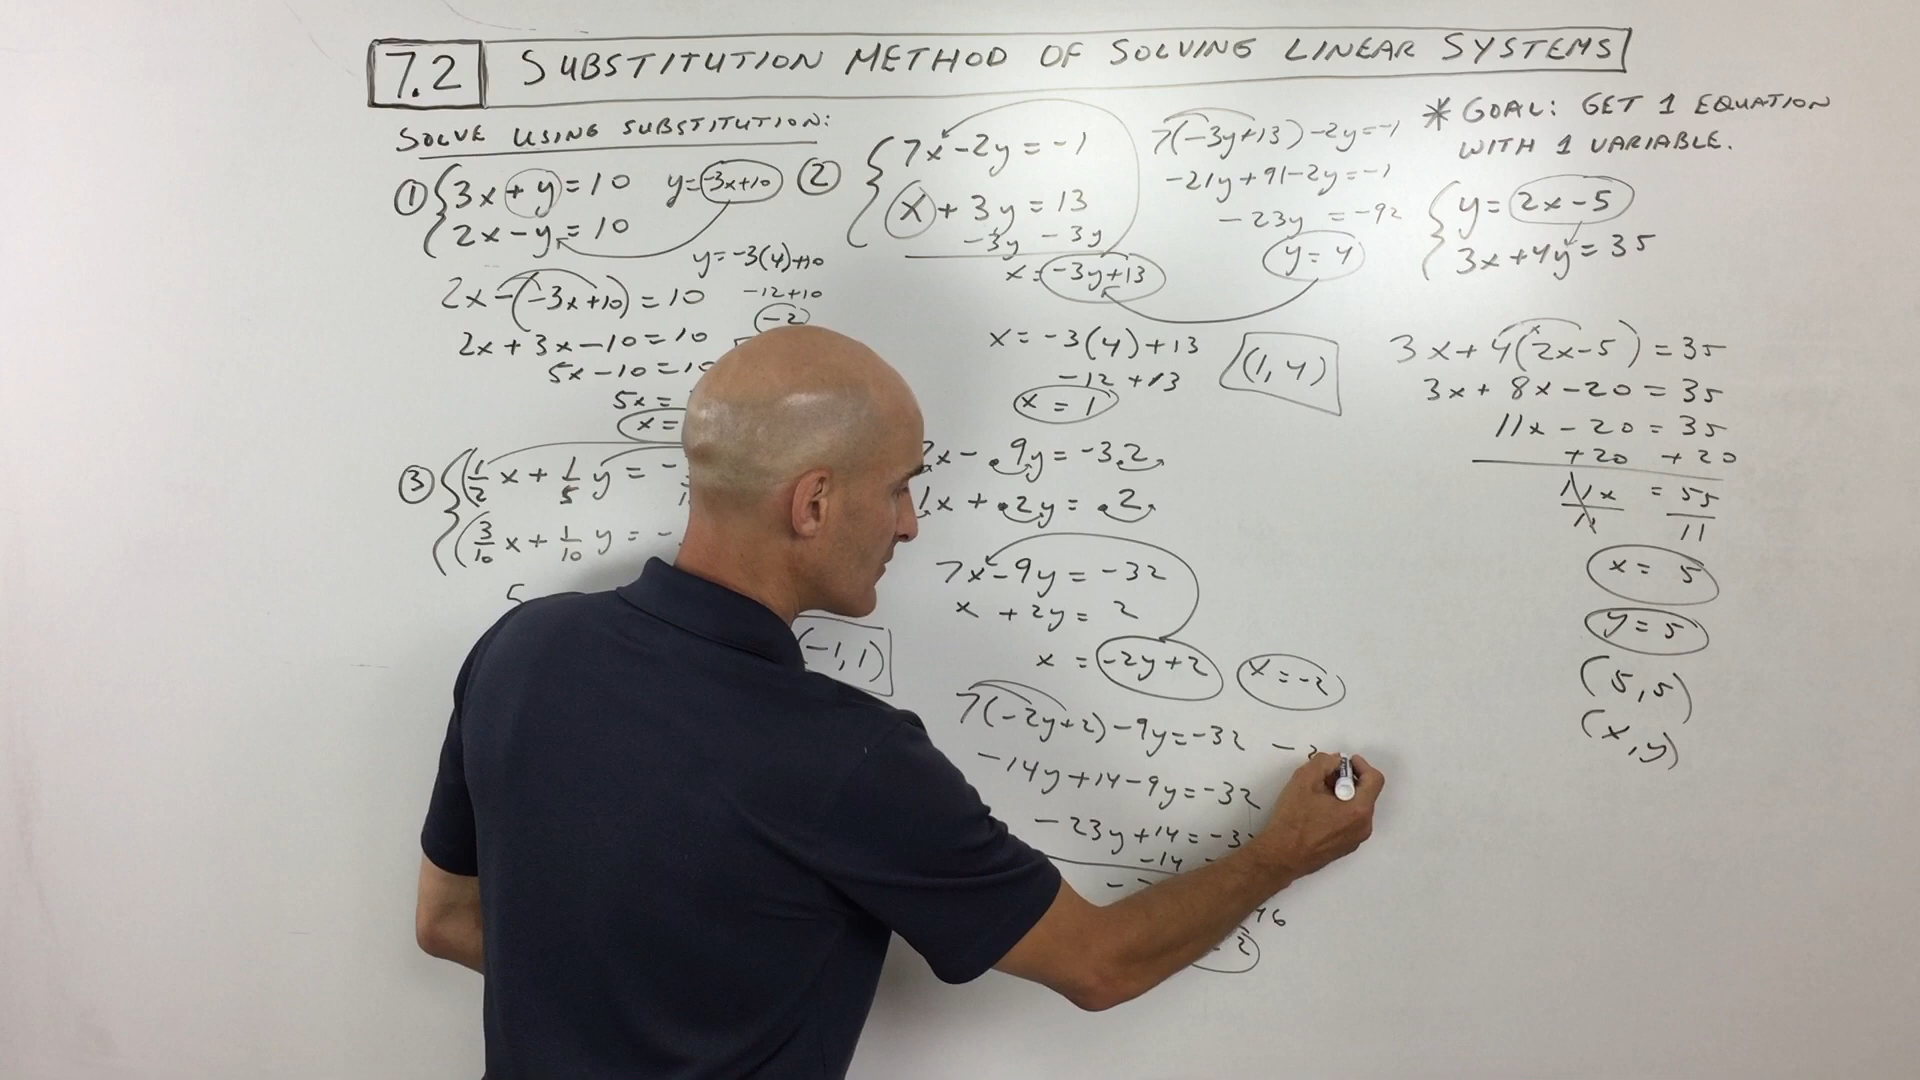 7.2 SUBSTITUTION METHOD OF SOLVING LINEAR SYSTEMS
SOLVE USING SUBSTITUTION:
① 3x + y = 10 y = -3x+10
2x - y = 10
y = -3(4)+10
2x - (-3x+10) = 10
-12+10
-2
2x + 3x - 10 = 10
5x - 10 = 10
5x =
x =
② 7x - 2y = -1
x + 3y = 13
-3y -3y
x = -3y+13
7(-3y+13) - 2y = -1
-21y + 91 - 2y = -1
-23y = -92
y = 4
x = -3(4) + 13
-12 + 13
x = 1
(1, 4)
* GOAL: GET 1 EQUATION
WITH 1 VARIABLE.
y = 2x - 5
3x + 4y = 35
3x + 4(2x-5) = 35
3x + 8x - 20 = 35
11x - 20 = 35
+20 +20
11x = 55
11 11
x = 5
y = 5
(5, 5)
(x, y)
③ 1/2 x + 1/5 y = -
3/10 x + 1/10 y = -
(-1, 1)
x - .9y = -3.2
.1x + .2y = .2
7x - 9y = -32
x + 2y = 2
x = -2y+2 x = -2
7(-2y+2) - 9y = -32
-14y + 14 - 9y = -32
-23y + 14 = -3
-14
2